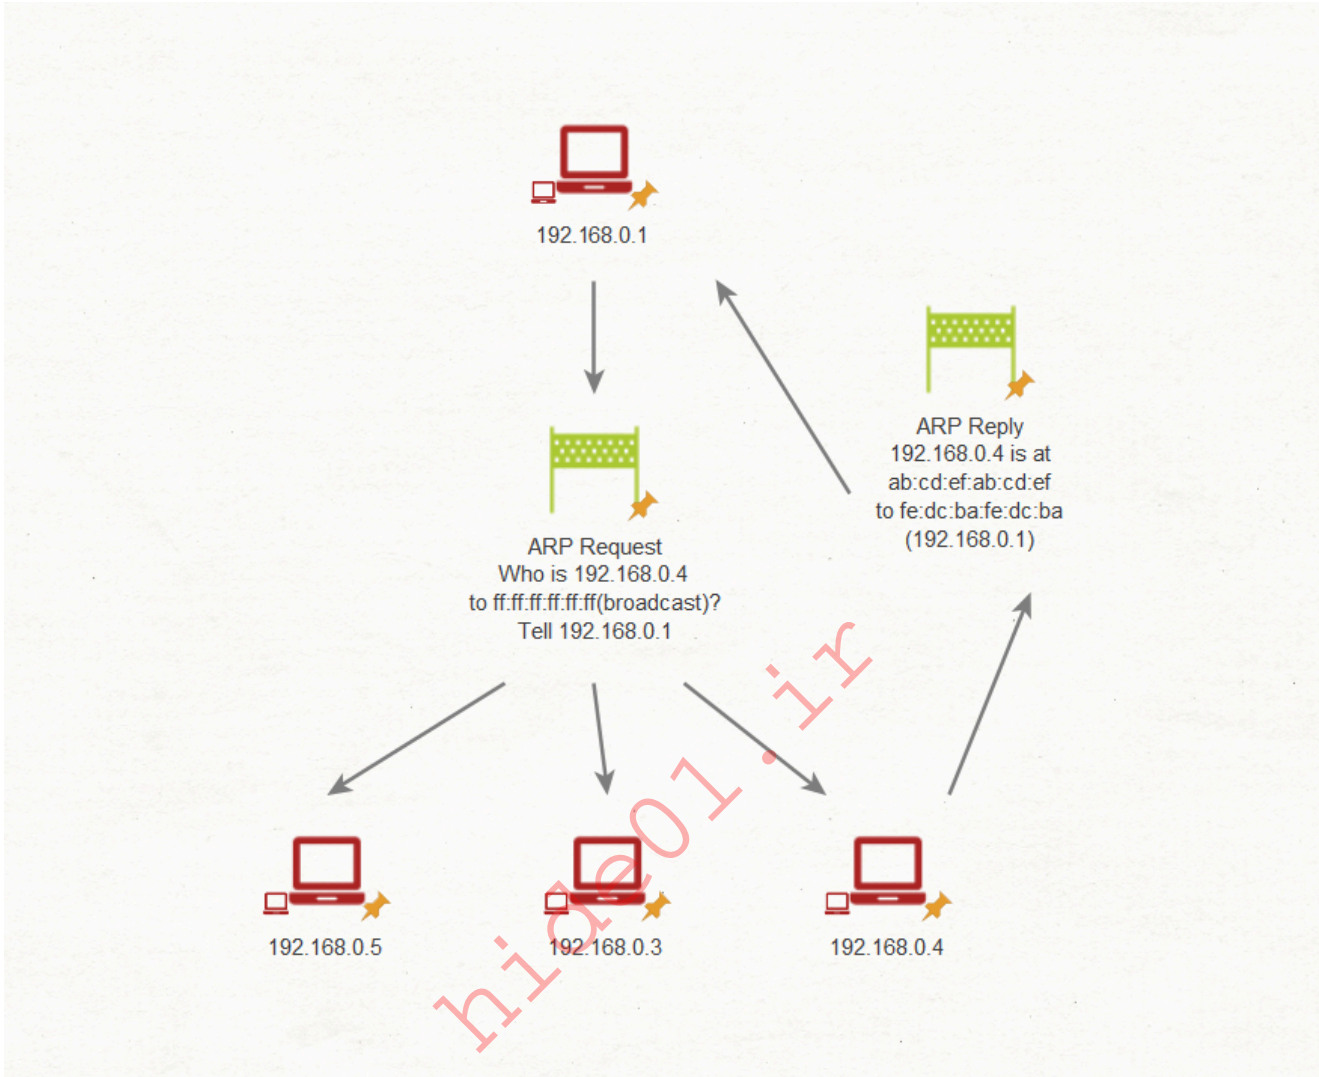 192.168.0.1
ARP Reply
192.168.0.4 is at
ab:cd:ef:ab:cd:ef
to fe:dc:ba:fe:dc:ba
(192.168.0.1)
ARP Request
Who is 192.168.0.4
to ff:ff:ff:ff:ff:ff(broadcast)?
Tell 192.168.0.1
192.168.0.5
192.168.0.3
192.168.0.4
hide01.ir